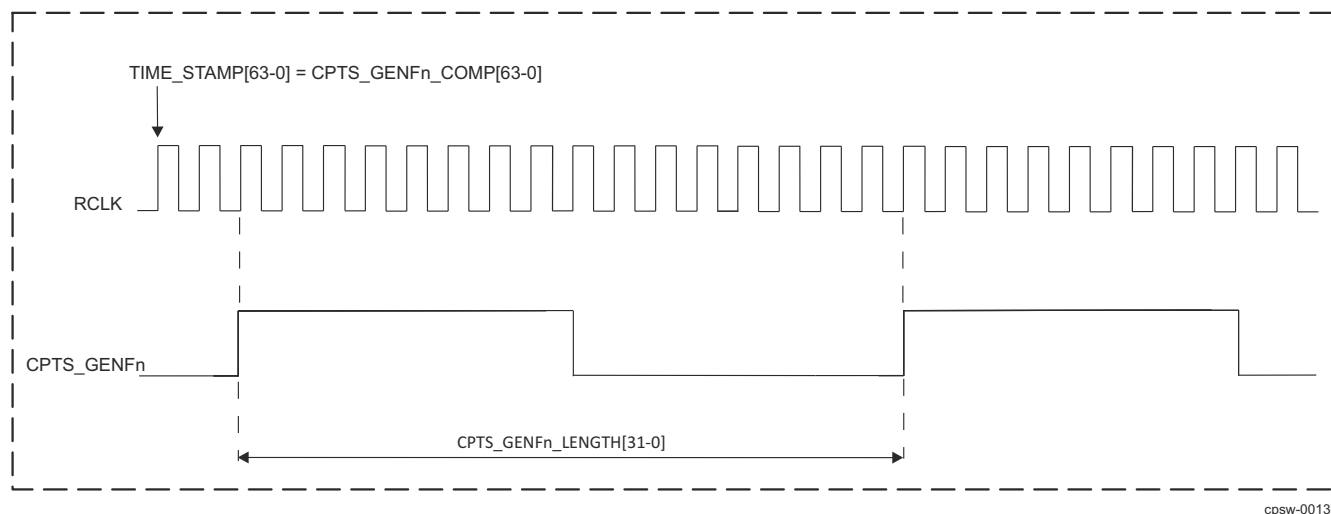 TIME_STAMP[63-0] = CPTS_GENFn_COMP[63-0]
RCLK
CPTS_GENFn
CPTS_GENFn_LENGTH[31-0]
cpsw-0013